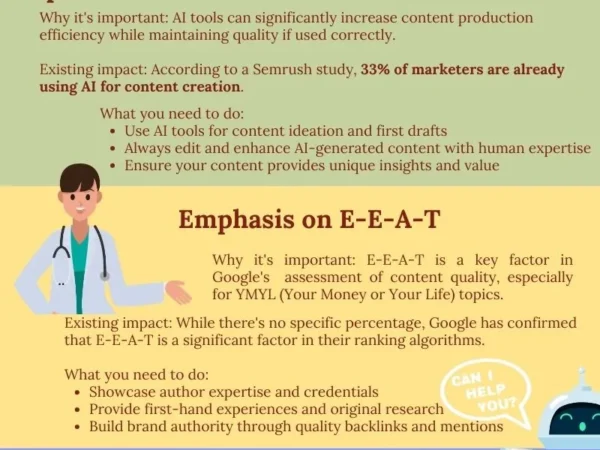 Why it's important: AI tools can significantly increase content production
efficiency while maintaining quality if used correctly.
Existing impact: According to a Semrush study, 33% of marketers are already
using AI for content creation.
What you need to do:
• Use AI tools for content ideation and first drafts
• Always edit and enhance AI-generated content with human expertise
• Ensure your content provides unique insights and value
Emphasis on E-E-A-T
Why it's important: E-E-A-T is a key factor in
Google's assessment of content quality, especially
for YMYL (Your Money or Your Life) topics.
Existing impact: While there's no specific percentage, Google has confirmed
that E-E-A-T is a significant factor in their ranking algorithms.
What you need to do:
• Showcase author expertise and credentials
• Provide first-hand experiences and original research
• Build brand authority through quality backlinks and mentions
CAN I
HELP
YOU?